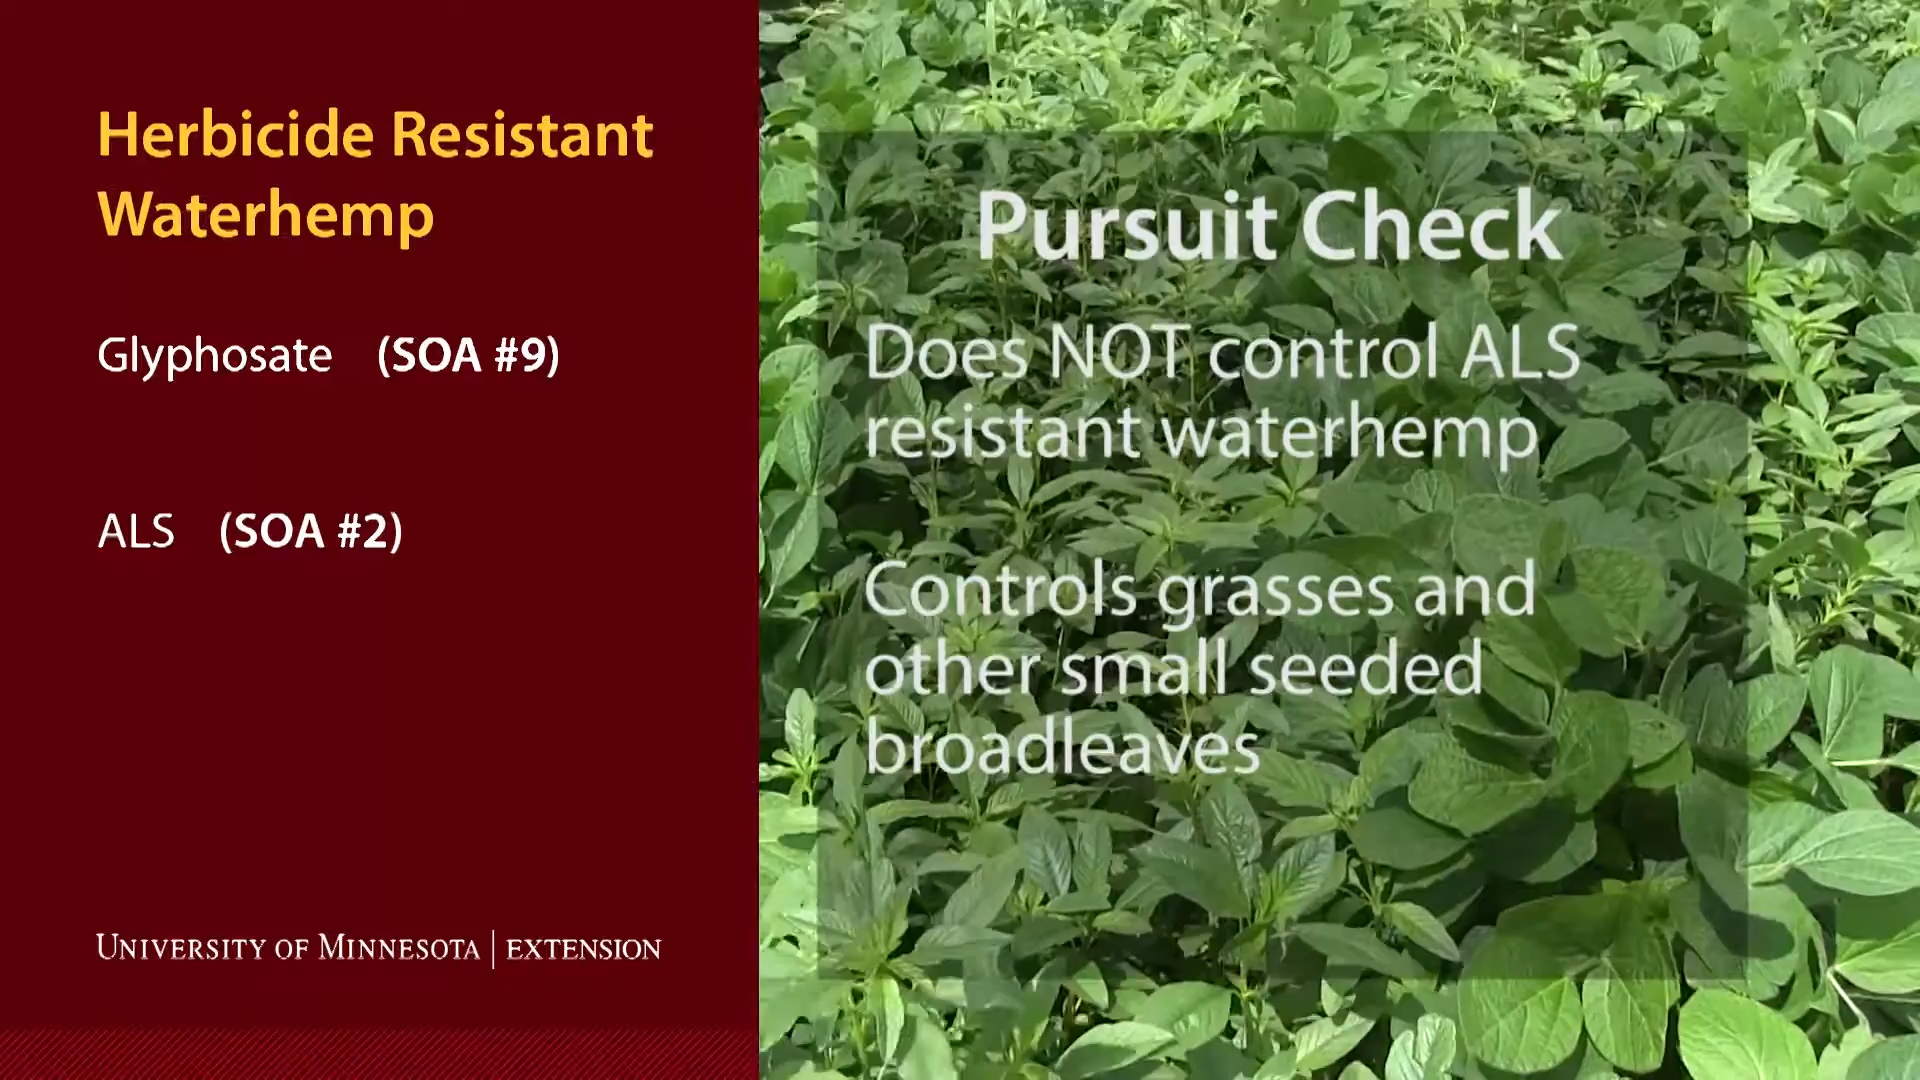 Herbicide Resistant
Waterhemp
Glyphosate (SOA #9)
ALS (SOA #2)
UNIVERSITY OF MINNESOTA | EXTENSION
Pursuit Check
Does NOT control ALS
resistant waterhemp
Controls grasses and
other small seeded
broadleaves